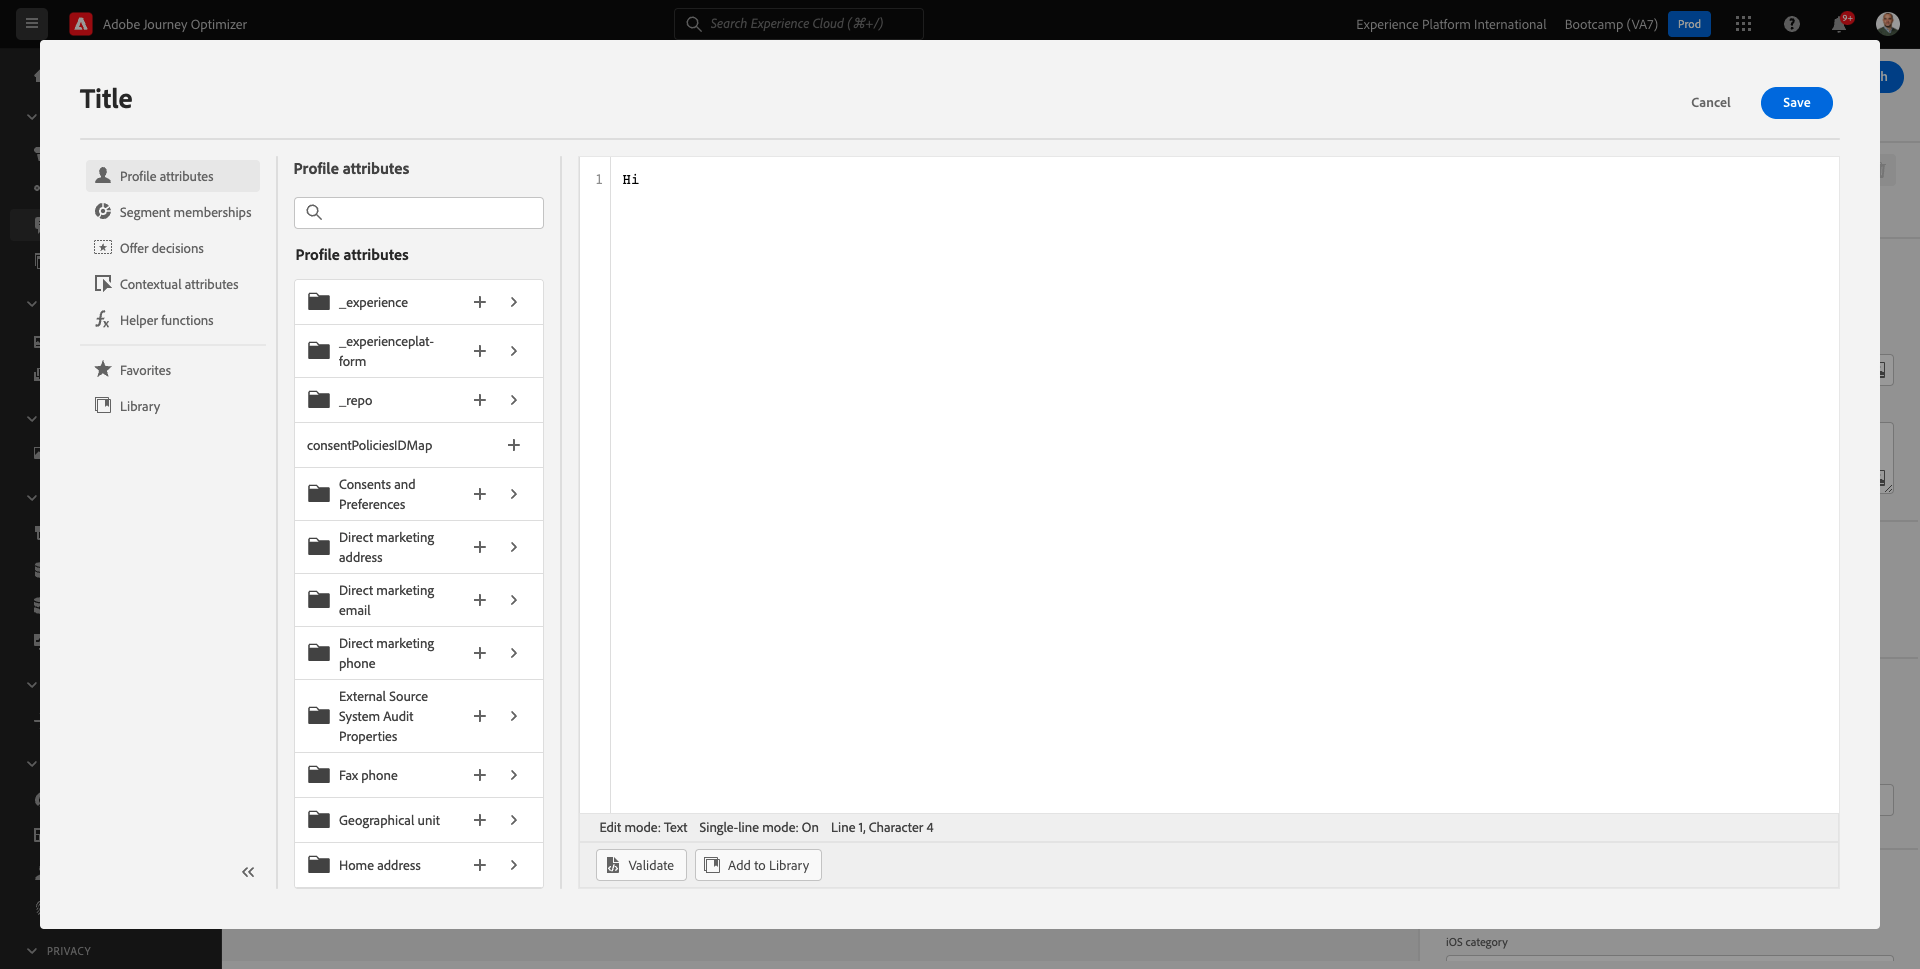 Adobe Journey Optimizer
Search Experience Cloud (⌘+/)
Experience Platform International
Bootcamp (VA7)
Prod
9+
h
Title
Cancel
Save
Profile attributes
Segment memberships
Offer decisions
Contextual attributes
Helper functions
Favorites
Library
Profile attributes
Profile attributes
_experience
_experienceplat-
form
_repo
consentPoliciesIDMap
Consents and
Preferences
Direct marketing
address
Direct marketing
email
Direct marketing
phone
External Source
System Audit
Properties
Fax phone
Geographical unit
Home address
1 Hi
Edit mode: Text Single-line mode: On Line 1, Character 4
Validate
Add to Library
PRIVACY
iOS category